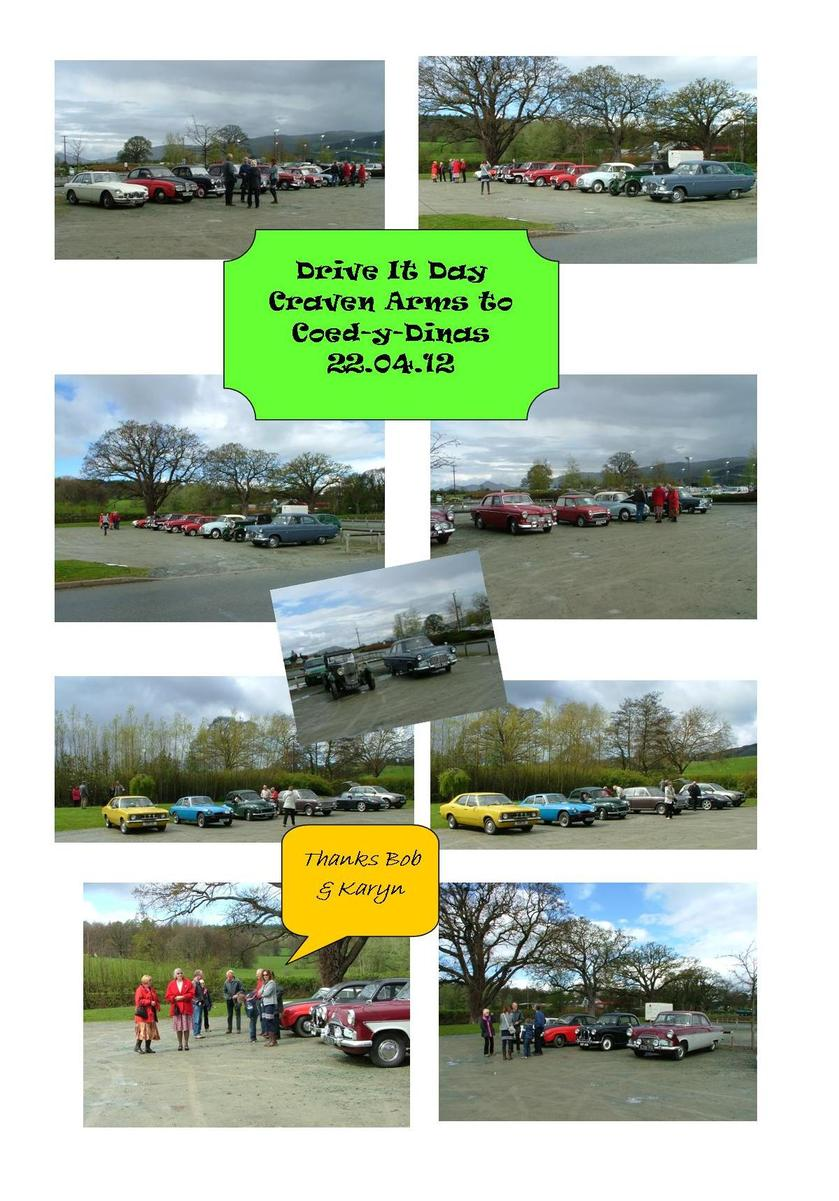 Drive It Day
Craven Arms to
Coed-y-Dinas
22.04.12
Thanks Bob
& Karyn